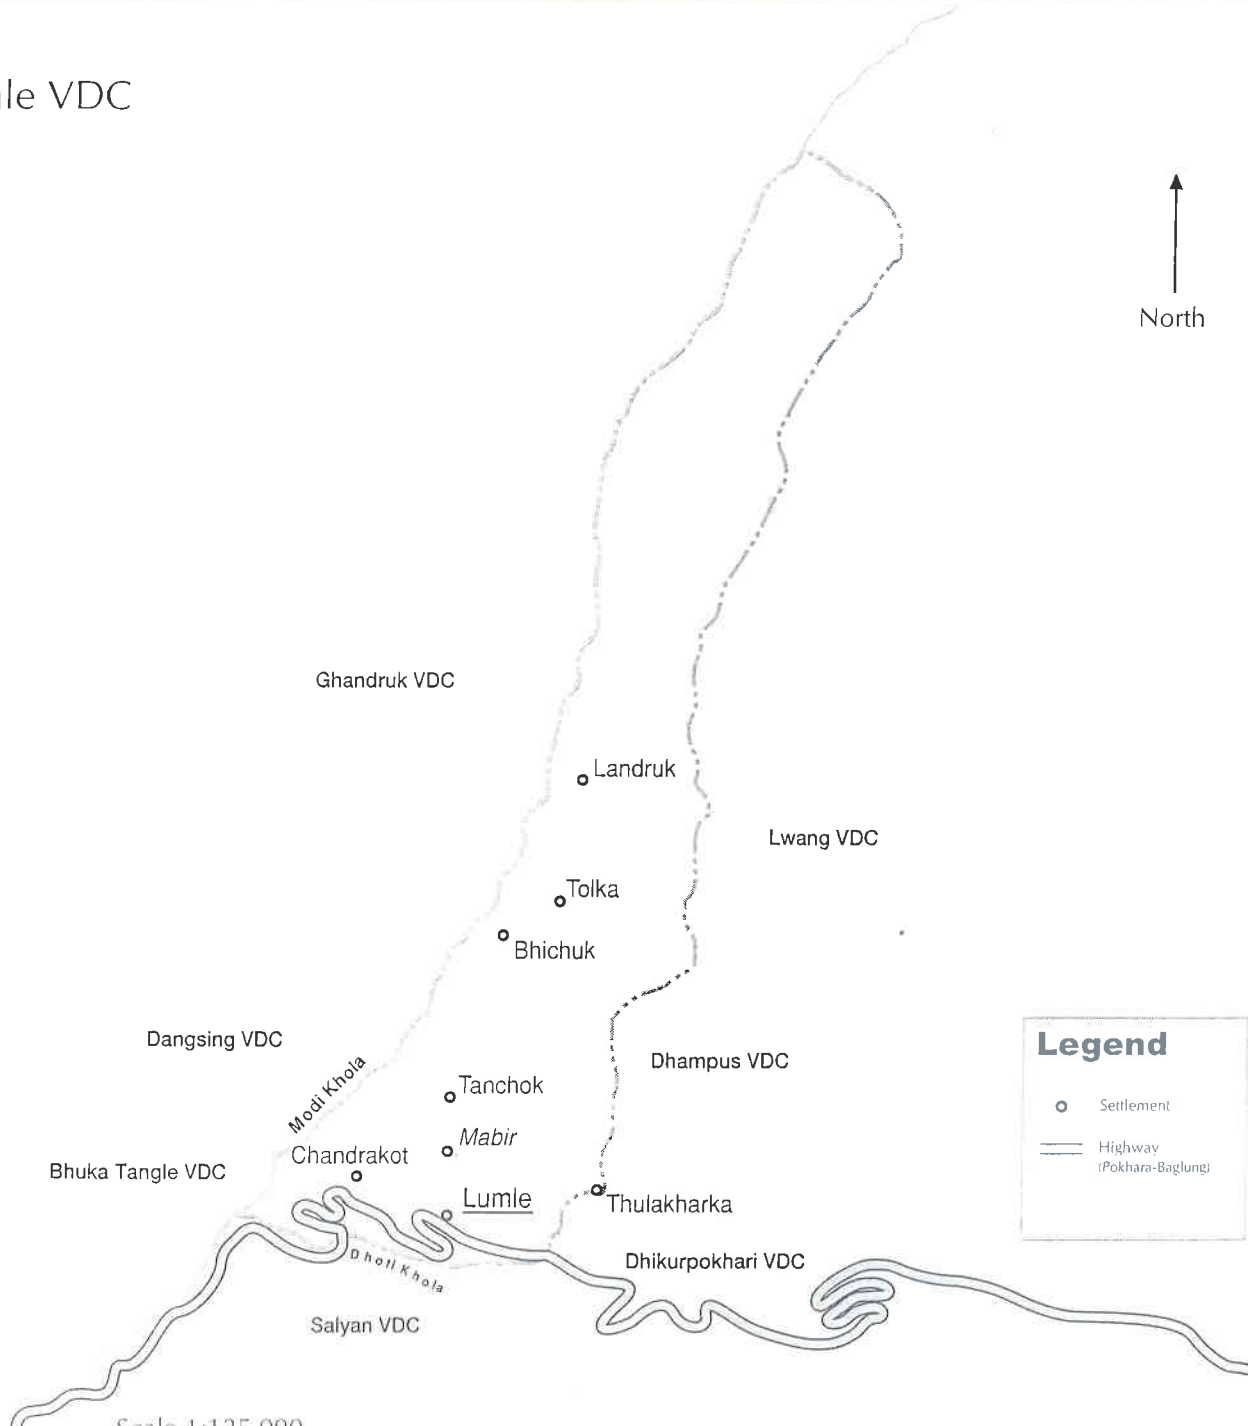 VDC
North
Ghandruk VDC
Landruk
Lwang VDC
Tolka
Bhichuk
Dangsing VDC
Modi Khola
Dhampus VDC
Legend
Settlement
Highway
(Pokhara-Baglung)
Tanchok
Mabir
Chandrakot
Bhuka Tangle VDC
Lumle
Thulakharka
Dhoti Khola
Dhikurpokhari VDC
Salyan VDC
Scale